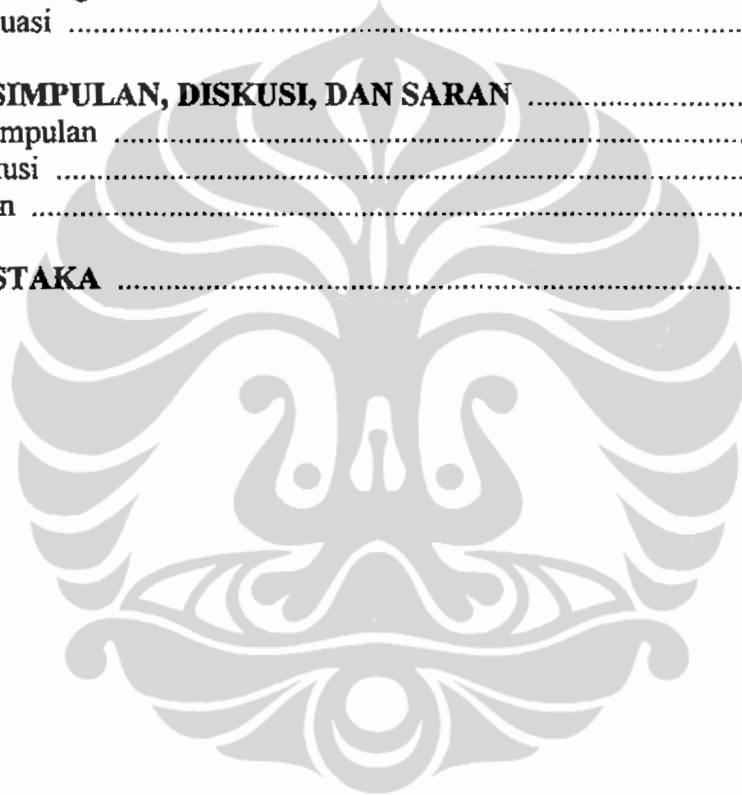 uasi ................................................................
SIMPULAN, DISKUSI, DAN SARAN ....................
mpulan ............................................................
usi ..................................................................
n ......................................................................
STAKA ............................................................